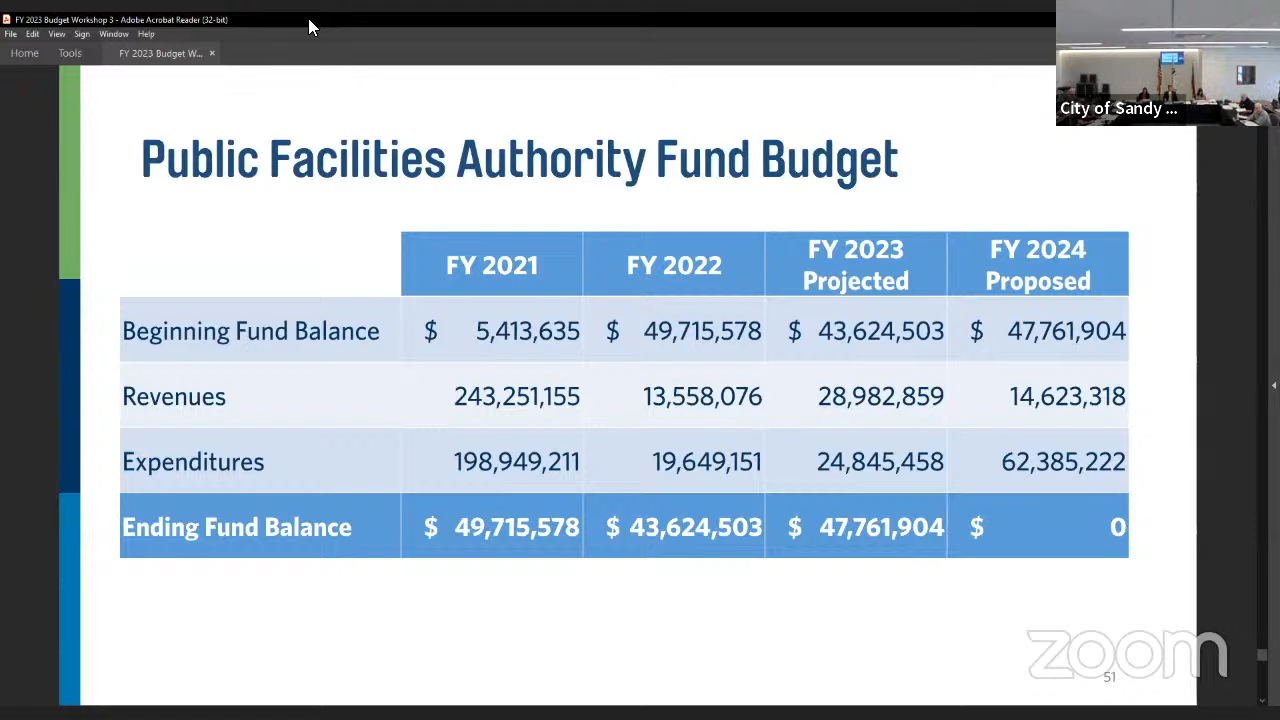 FY 2023 Budget Workshop 3 - Adobe Acrobat Reader (32-bit)
File Edit View Sign Window Help
Home Tools FY 2023 Budget W... ×
City of Sandy ...
Public Facilities Authority Fund Budget
FY 2021 FY 2022 FY 2023 Projected FY 2024 Proposed
Beginning Fund Balance $ 5,413,635 $ 49,715,578 $ 43,624,503 $ 47,761,904
Revenues 243,251,155 13,558,076 28,982,859 14,623,318
Expenditures 198,949,211 19,649,151 24,845,458 62,385,222
Ending Fund Balance $ 49,715,578 $ 43,624,503 $ 47,761,904 $ 0
zoom
51